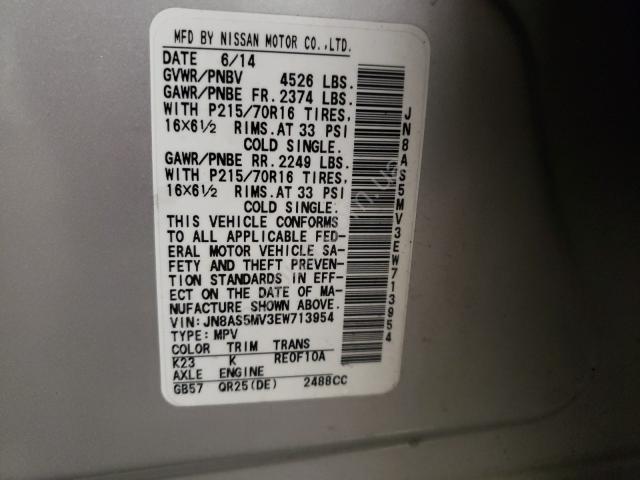 MFD BY NISSAN MOTOR CO.,LTD.
DATE 6/14
GVWR/PNBV 4526 LBS.
GAWR/PNBE FR. 2374 LBS.
WITH P215/70R16 TIRES,
16×6½ RIMS.AT 33 PSI
COLD SINGLE.
GAWR/PNBE RR. 2249 LBS.
WITH P215/70R16 TIRES,
16×6½ RIMS.AT 33 PSI
COLD SINGLE.
THIS VEHICLE CONFORMS
TO ALL APPLICABLE FED-
ERAL MOTOR VEHICLE SA-
FETY AND THEFT PREVEN-
TION STANDARDS IN EFF-
ECT ON THE DATE OF MA-
NUFACTURE SHOWN ABOVE.
VIN: JN8AS5MV3EW713954
TYPE: MPV
COLOR TRIM TRANS
K23 K RE0F10A
AXLE ENGINE
GB57 QR25(DE) 2488CC
JN8AS5MV3EW713954